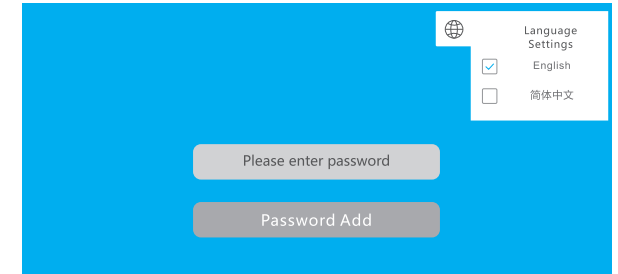 Language
Settings
English
简体中文
Please enter password
Password Add